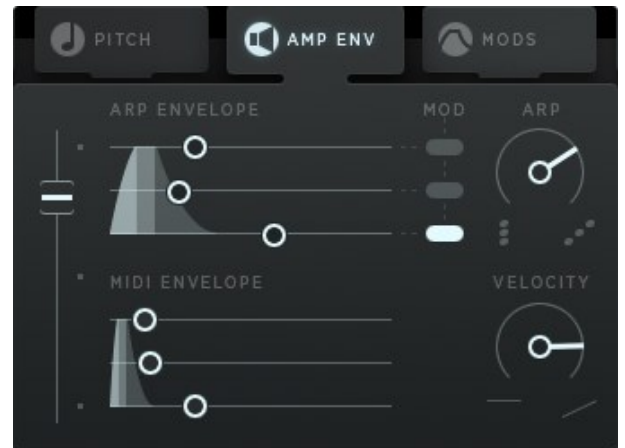 PITCH
AMP ENV
MODS
ARP ENVELOPE
MOD
ARP
MIDI ENVELOPE
VELOCITY